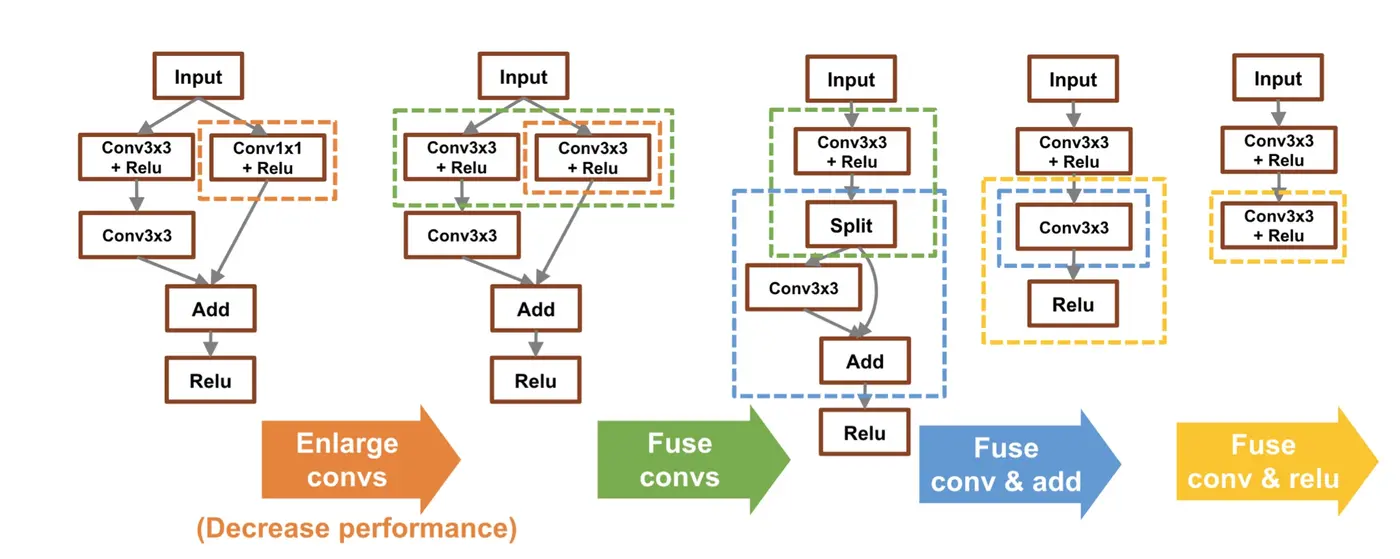 Input
Conv3x3
+ Relu
Conv1x1
+ Relu
Conv3x3
Add
Relu
Input
Conv3x3
+ Relu
Conv3x3
+ Relu
Conv3x3
Add
Relu
Input
Conv3x3
+ Relu
Split
Conv3x3
Add
Relu
Input
Conv3x3
+ Relu
Conv3x3
Relu
Input
Conv3x3
+ Relu
Conv3x3
+ Relu
Enlarge
convs
(Decrease performance)
Fuse
convs
Fuse
conv & add
Fuse
conv & relu